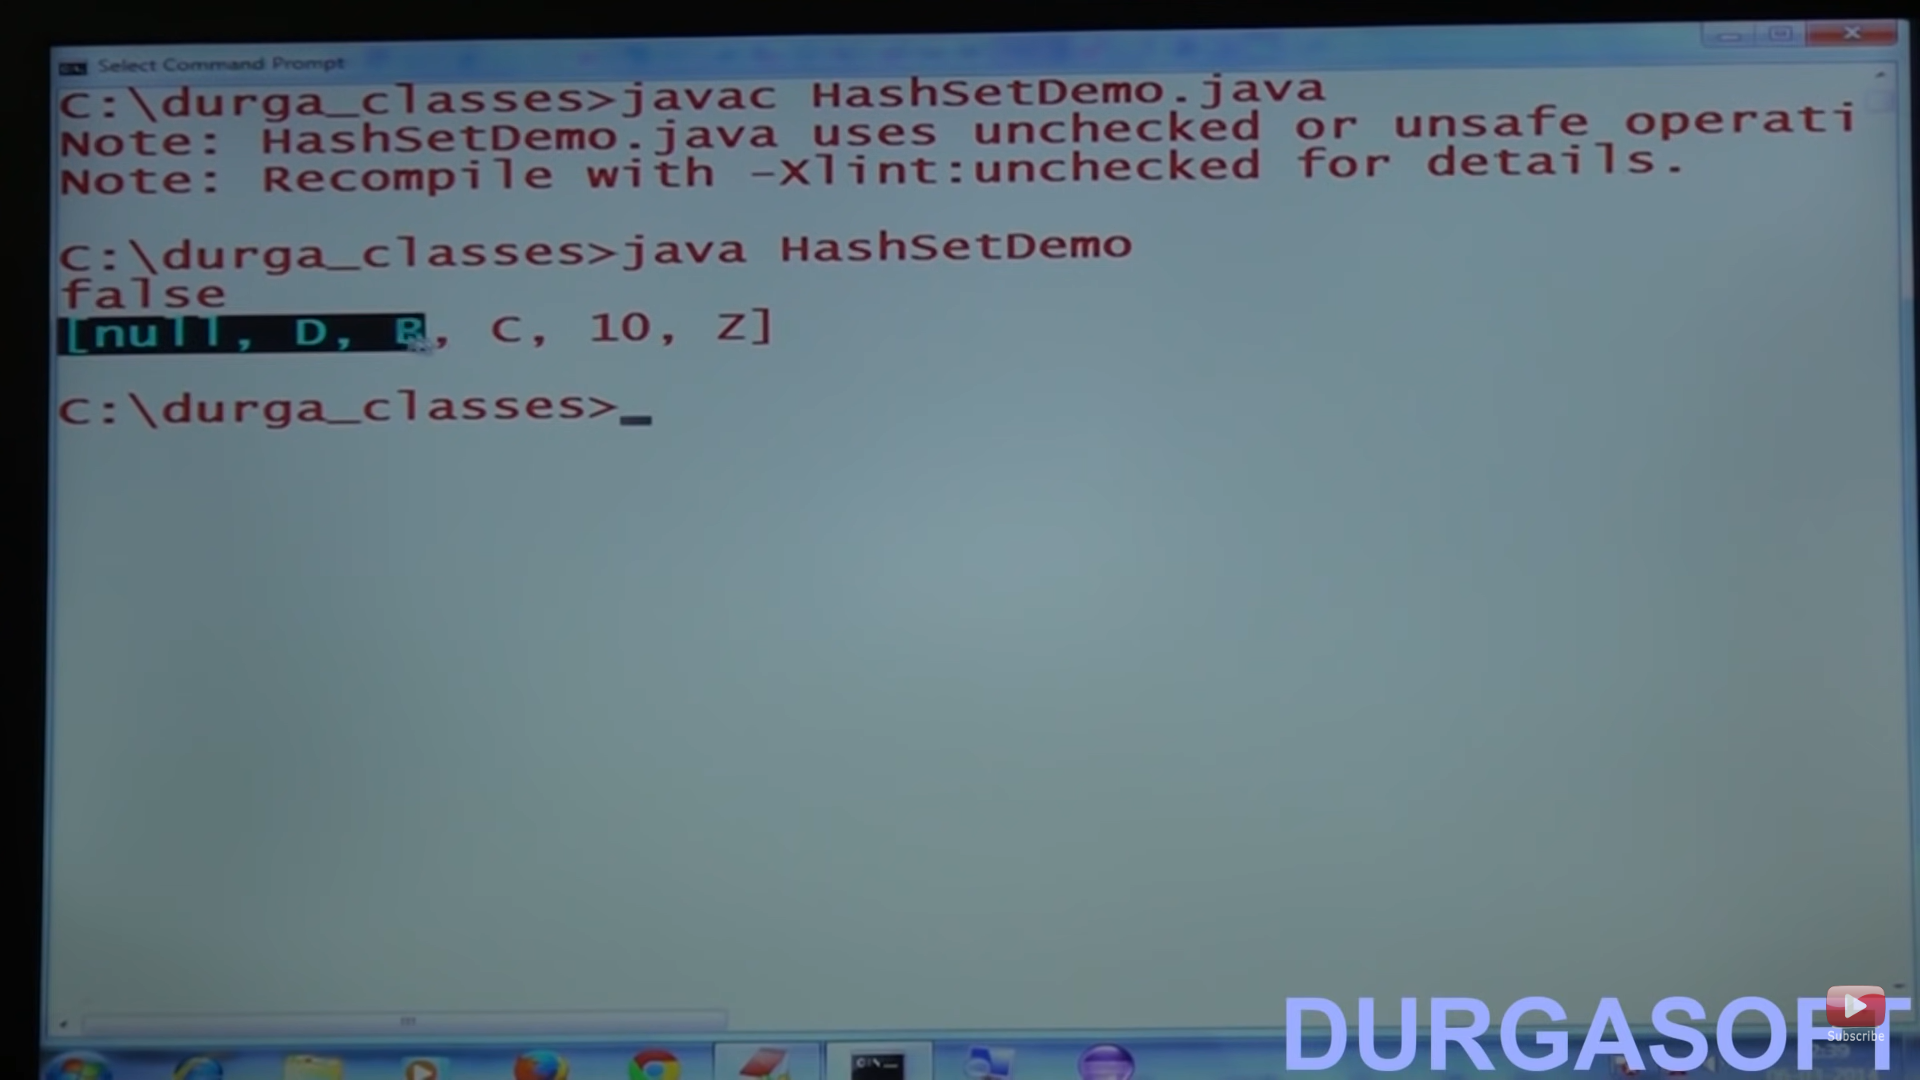 Select Command Prompt
C:\durga_classes>javac HashSetDemo.java
Note: HashSetDemo.java uses unchecked or unsafe operati
Note: Recompile with -Xlint:unchecked for details.
C:\durga_classes>java HashSetDemo
false
[null, D, B, C, 10, Z]
C:\durga_classes>_
DURGASOFT
Subscribe